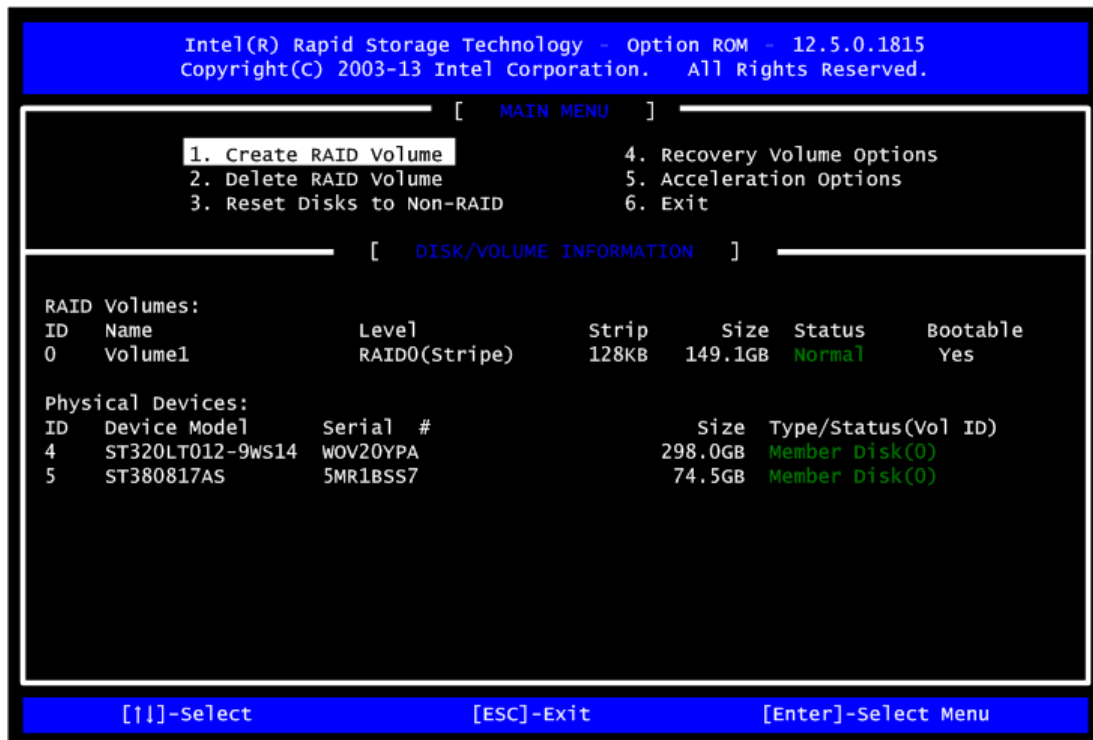 Intel(R) Rapid Storage Technology - Option ROM - 12.5.0.1815
Copyright(C) 2003-13 Intel Corporation. All Rights Reserved.
[ MAIN MENU ]
1. Create RAID Volume 4. Recovery Volume Options
2. Delete RAID Volume 5. Acceleration Options
3. Reset Disks to Non-RAID 6. Exit
[ DISK/VOLUME INFORMATION ]
RAID Volumes:
ID Name Level Strip Size Status Bootable
0 Volume1 RAID0(Stripe) 128KB 149.1GB Normal Yes
Physical Devices:
ID Device Model Serial # Size Type/Status(Vol ID)
4 ST320LT012-9WS14 WOV20YPA 298.0GB Member Disk(0)
5 ST380817AS 5MR1BSS7 74.5GB Member Disk(0)
[↑↓]-Select [ESC]-Exit [Enter]-Select Menu